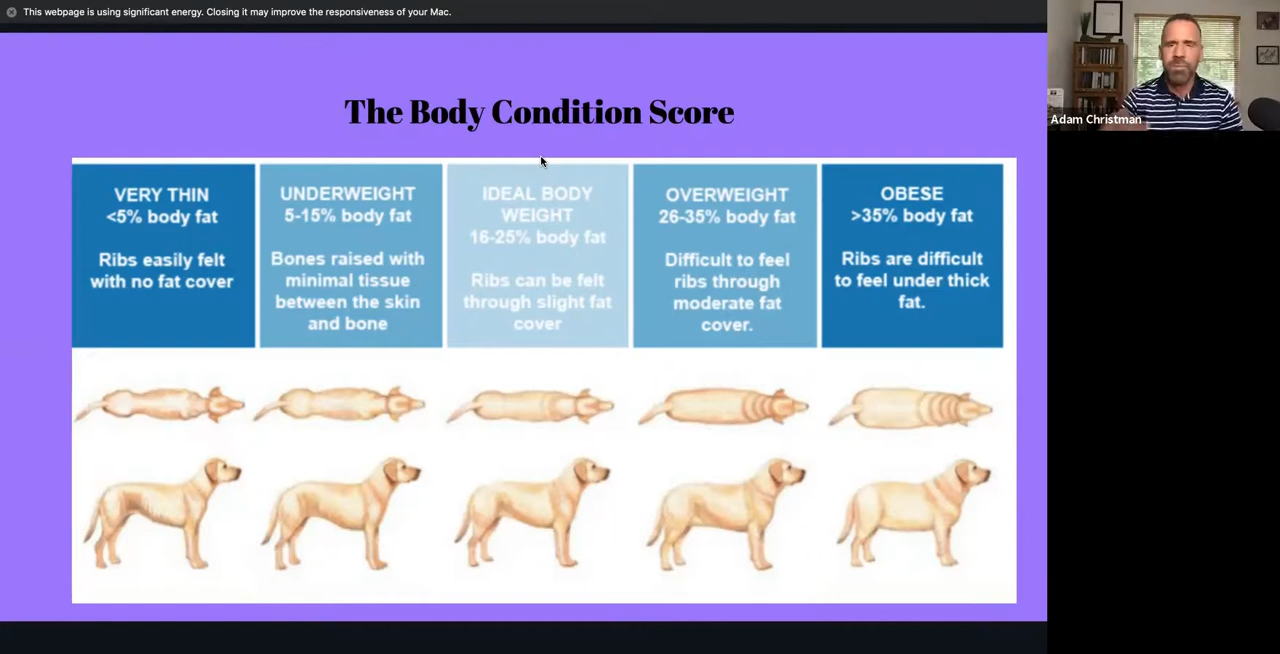 This webpage is using significant energy. Closing it may improve the responsiveness of your Mac.
Adam Christman
The Body Condition Score
VERY THIN
<5% body fat
Ribs easily felt
with no fat cover
UNDERWEIGHT
5-15% body fat
Bones raised with
minimal tissue
between the skin
and bone
IDEAL BODY
WEIGHT
16-25% body fat
Ribs can be felt
through slight fat
cover
OVERWEIGHT
26-35% body fat
Difficult to feel
ribs through
moderate fat
cover.
OBESE
>35% body fat
Ribs are difficult
to feel under thick
fat.